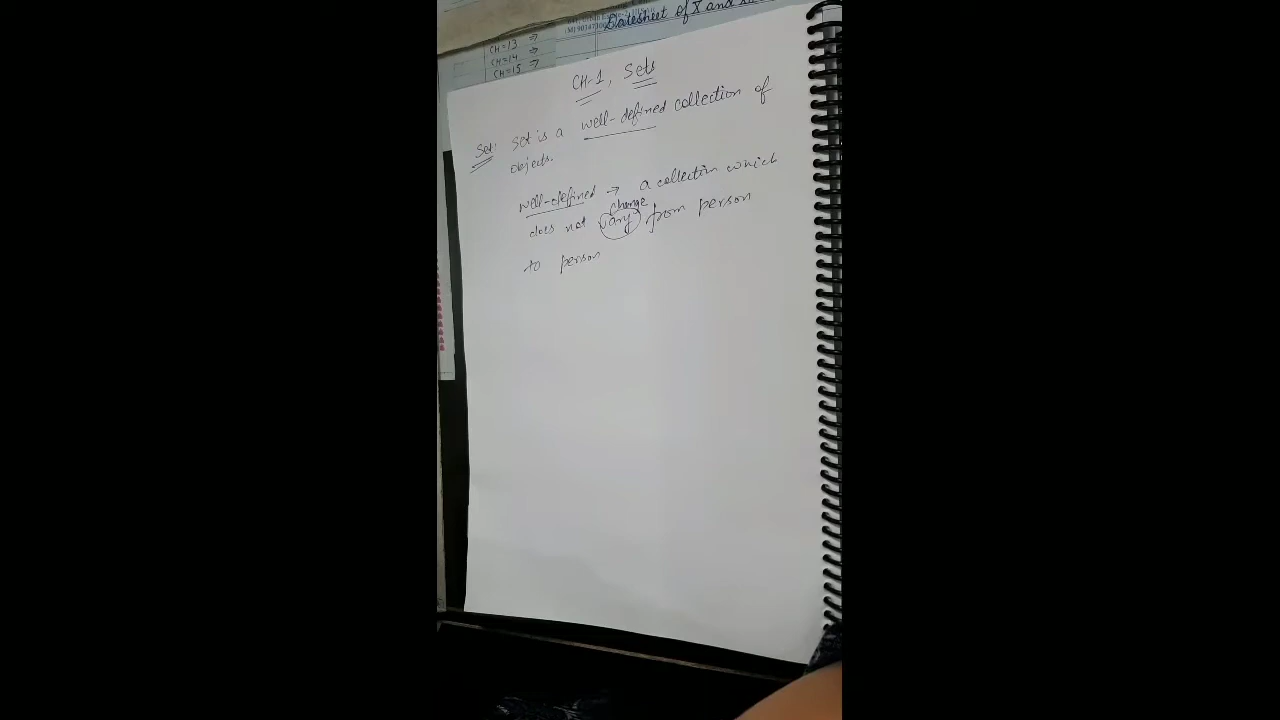 Datesheet of X and
CH=13 →
CH=14 →
CH=15 →
CH-1, Sets
Set: Set is a well-defined collection of
objects.
well-defined → a collection which
change
does not vary from person
to person